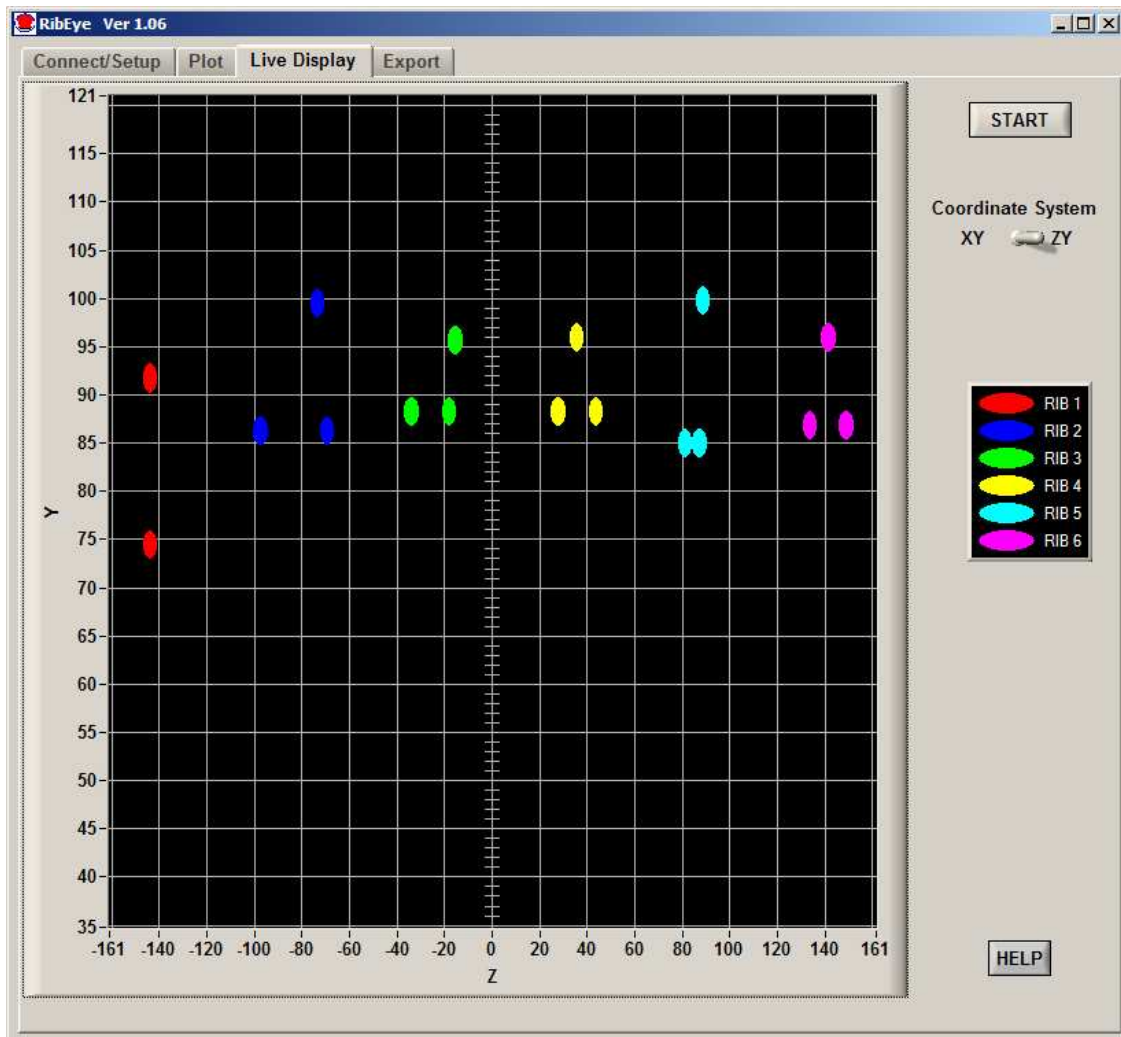 RibEye Ver 1.06
Connect/Setup Plot Live Display Export
START
Coordinate System
XY ZY
121
115
110
105
100
95
90
85
80
75
70
65
60
55
50
45
40
35
Y
-161 -140 -120 -100 -80 -60 -40 -20 0 20 40 60 80 100 120 140 161
Z
RIB 1
RIB 2
RIB 3
RIB 4
RIB 5
RIB 6
HELP